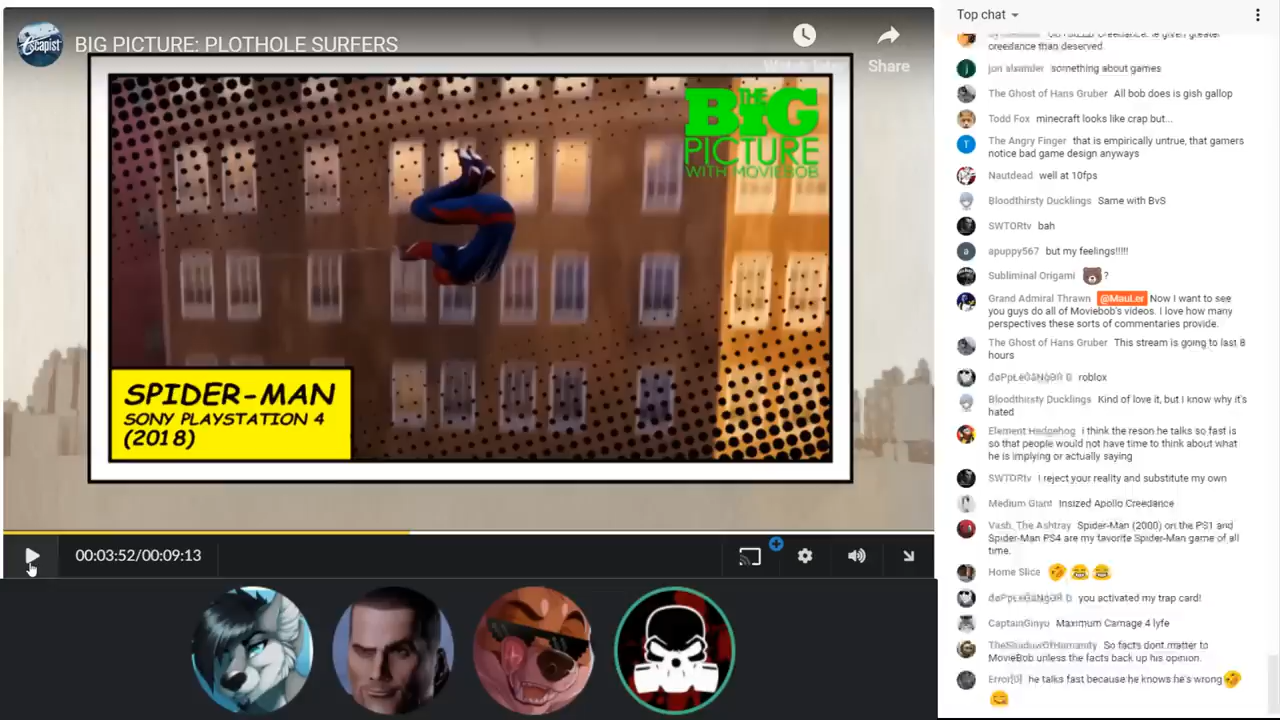 Escapist
BIG PICTURE: PLOTHOLE SURFERS
Watch later
Share
THE
BIG
PICTURE
WITH MOVIEBOB
SPIDER-MAN
SONY PLAYSTATION 4
(2018)
00:03:52/00:09:13
Top chat
creedance than deserved.
jon alxander something about games
The Ghost of Hans Gruber All bob does is gish gallop
Todd Fox minecraft looks like crap but...
The Angry Finger that is empirically untrue, that gamers
notice bad game design anyways
Nautdead well at 10fps
Bloodthirsty Ducklings Same with BvS
SWTORtv bah
apuppy567 but my feelings!!!!!
Subliminal Origami ?
Grand Admiral Thrawn @MauLer Now I want to see
you guys do all of Moviebob's videos. I love how many
perspectives these sorts of commentaries provide.
The Ghost of Hans Gruber This stream is going to last 8
hours
roblox
Bloodthirsty Ducklings Kind of love it, but I know why it's
hated
Element Hedgehog i think the reson he talks so fast is
so that people would not have time to think about what
he is implying or actually saying
SWTORtv I reject your reality and substitute my own
Medium Giant Insized Apollo Creedance
Vash_The Ashtray Spider-Man (2000) on the PS1 and
Spider-Man PS4 are my favorite Spider-Man game of all
time.
Home Slice
you activated my trap card!
CaptainGinyu Maximum Carnage 4 lyfe
TheShadowOfHumanity So facts dont matter to
MovieBob unless the facts back up his opinion.
he talks fast because he knows he's wrong